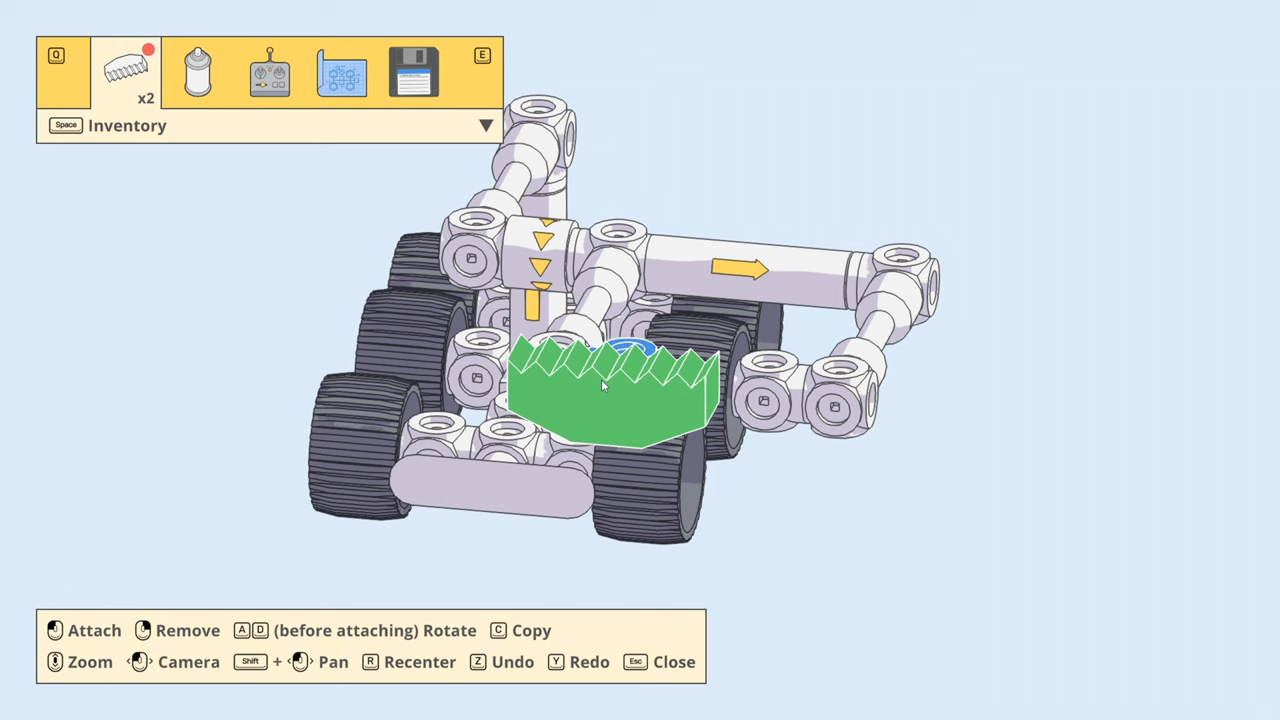 Q
E
x2
Space Inventory
Attach Remove A D (before attaching) Rotate C Copy
Zoom Camera Shift + Pan R Recenter Z Undo Y Redo Esc Close